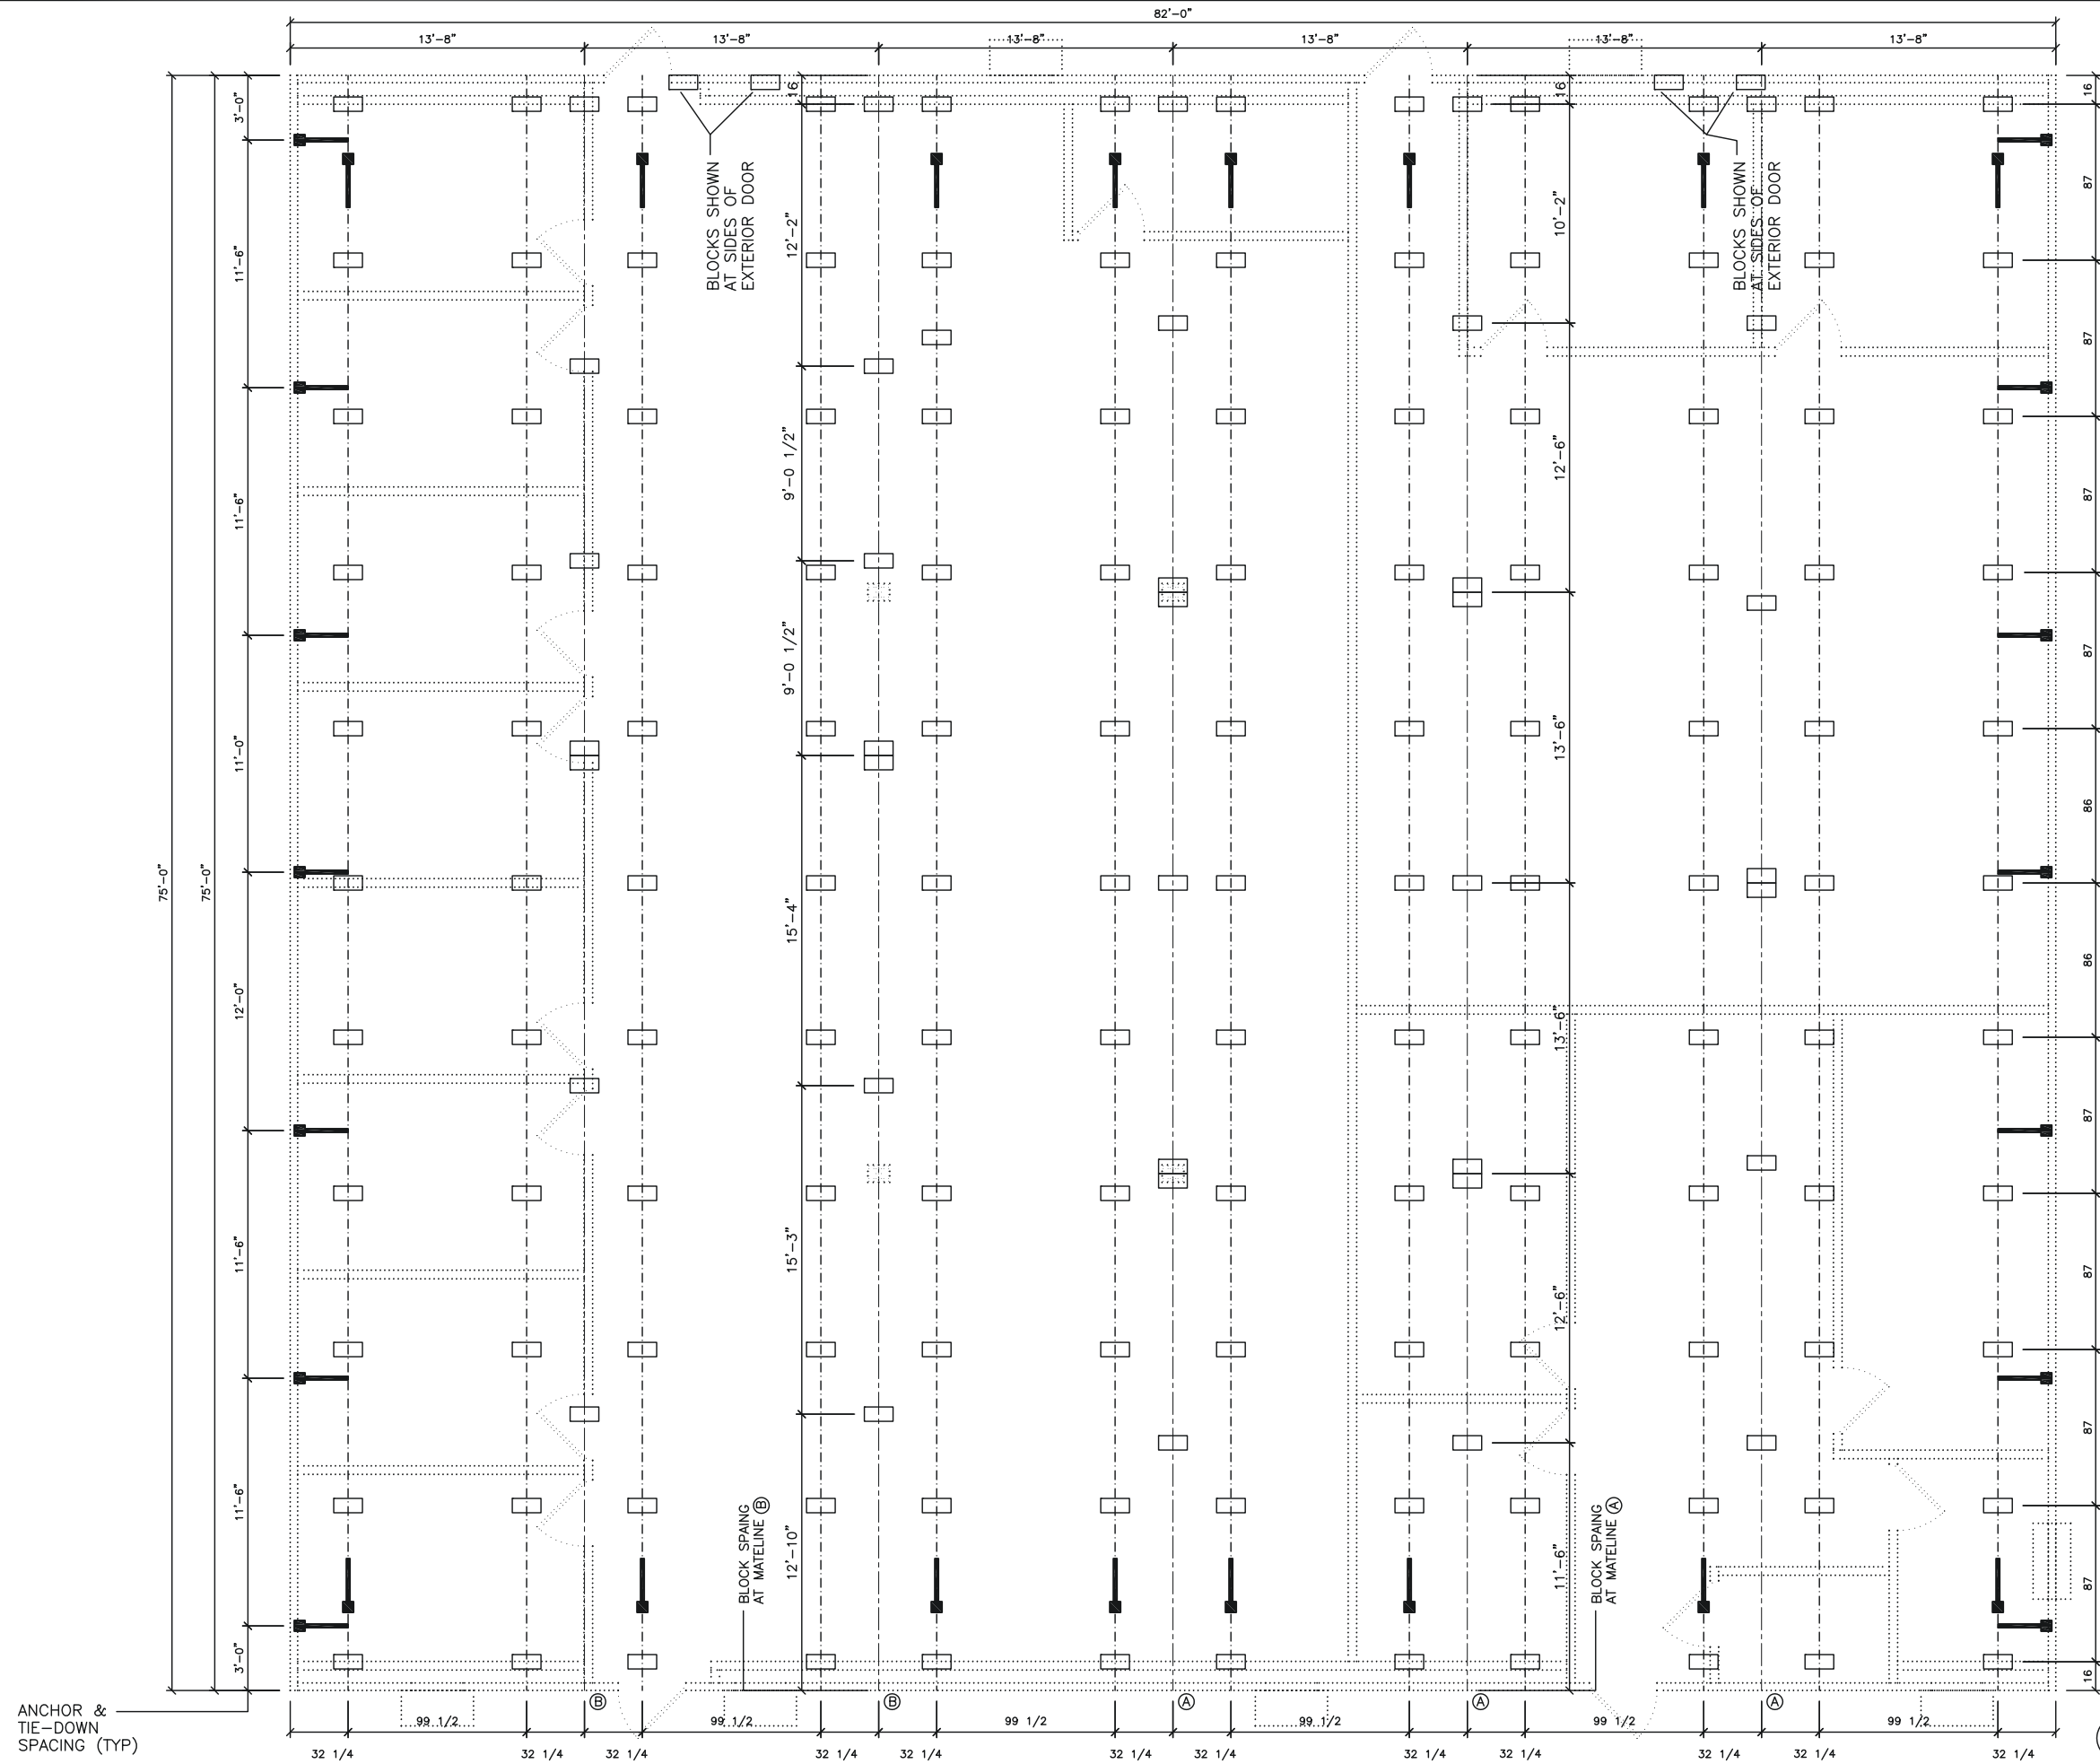 82'-0"
13'-8" 13'-8" 13'-8" 13'-8" 13'-8" 13'-8"
3'-0"
11'-6"
11'-6"
11'-0"
12'-0"
11'-6"
11'-6"
3'-0"
75'-0"
75'-0"
ANCHOR &
TIE-DOWN
SPACING (TYP)
BLOCKS SHOWN
AT SIDES OF
EXTERIOR DOOR
16
12'-2"
9'-0 1/2"
9'-0 1/2"
15'-4"
15'-3"
12'-10"
BLOCK SPAING
AT MATELINE Ⓑ
16
10'-2"
12'-6"
13'-6"
13'-6"
12'-6"
11'-6"
BLOCK SPAING
AT MATELINE Ⓐ
BLOCKS SHOWN
AT SIDES OF
EXTERIOR DOOR
16
87
87
87
87
86
86
87
87
87
87
16
Ⓑ Ⓑ Ⓐ Ⓐ Ⓐ
99 1/2 99 1/2 99 1/2 99 1/2 99 1/2 99 1/2
32 1/4 32 1/4 32 1/4 32 1/4 32 1/4 32 1/4 32 1/4 32 1/4 32 1/4 32 1/4 32 1/4 32 1/4